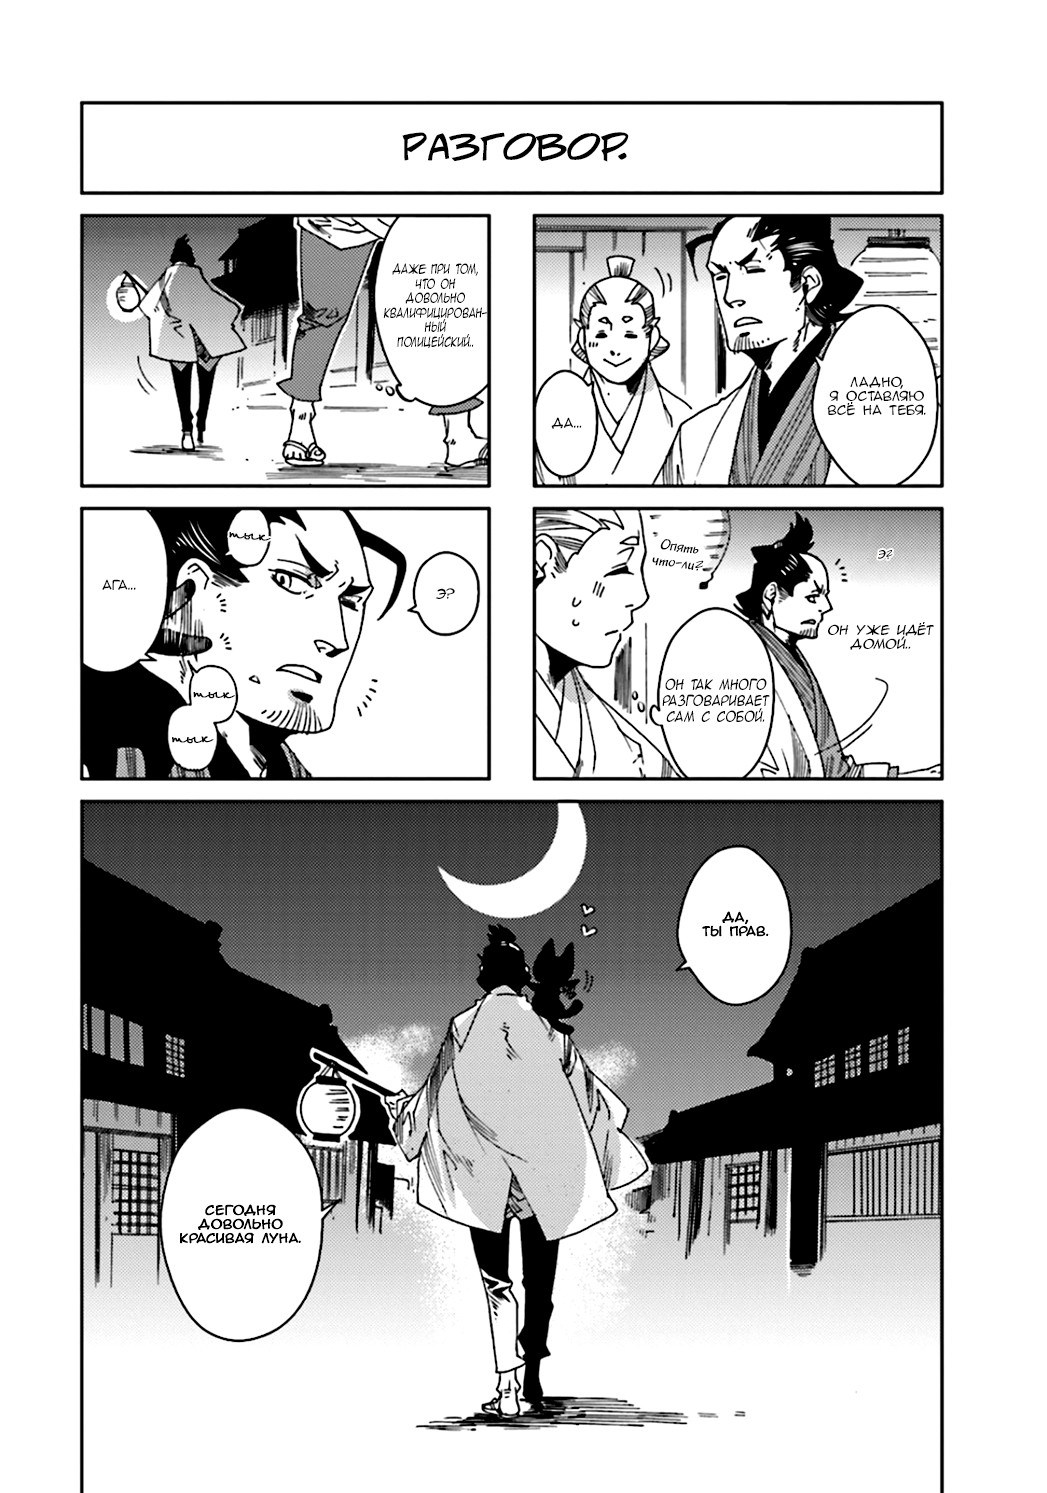 РАЗГОВОР.
ЛАДНО,
Я ОСТАВЛЯЮ
ВСЁ НА ТЕБЯ.
ДА...
Э?
ОН УЖЕ ИДЁТ
ДОМОЙ..
Опять
что-ли?
ОН ТАК МНОГО
РАЗГОВАРИВАЕТ
САМ С СОБОЙ.
ДАЖЕ ПРИ ТОМ,
ЧТО ОН
ДОВОЛЬНО
КВАЛИФИЦИРОВАН-
НЫЙ
ПОЛИЦЕЙСКИЙ..
Э?
тык
тык
тык
АГА...
ДА,
ТЫ ПРАВ.
СЕГОДНЯ
ДОВОЛЬНО
КРАСИВАЯ ЛУНА.